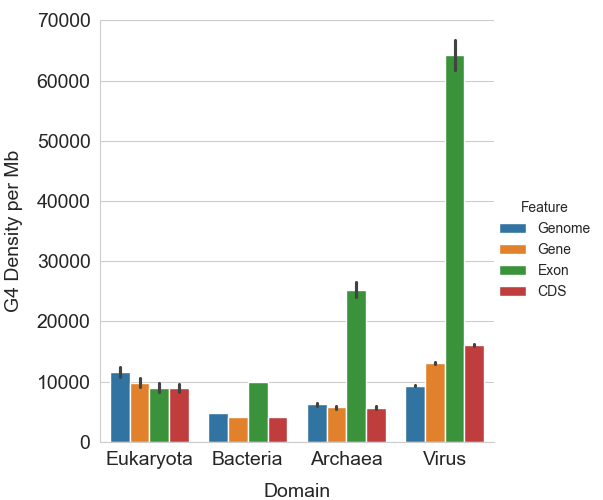 70000
60000
50000
40000
30000
20000
10000
0
G4 Density per Mb
Eukaryota Bacteria Archaea Virus
Domain
Feature
Genome
Gene
Exon
CDS